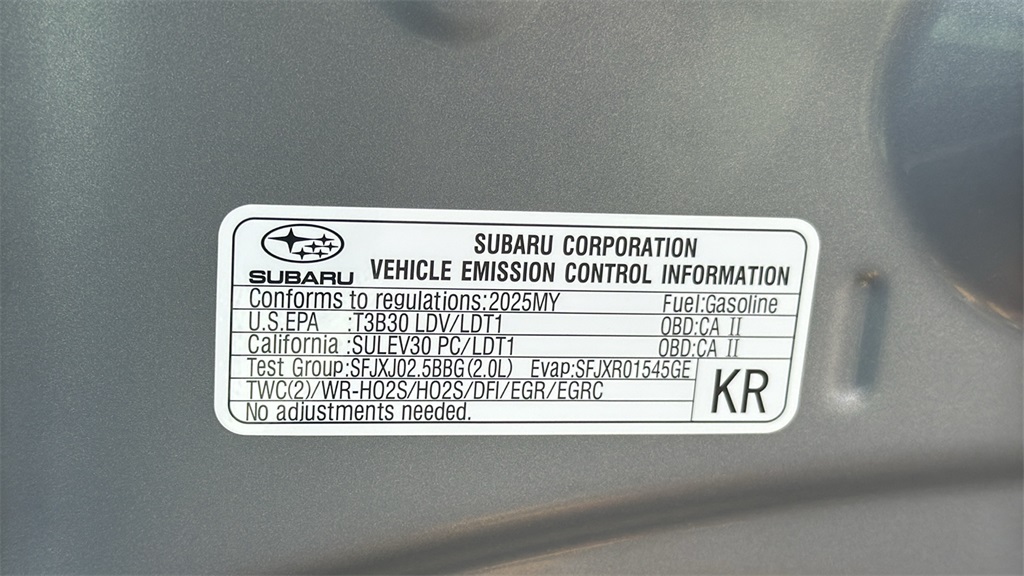 SUBARU
SUBARU CORPORATION
VEHICLE EMISSION CONTROL INFORMATION
Conforms to regulations:2025MY Fuel:Gasoline
U.S.EPA :T3B30 LDV/LDT1 OBD:CA II
California :SULEV30 PC/LDT1 OBD:CA II
Test Group:SFJXJ02.5BBG(2.0L) Evap:SFJXR01545GE
TWC(2)/WR-HO2S/HO2S/DFI/EGR/EGRC
No adjustments needed.
KR